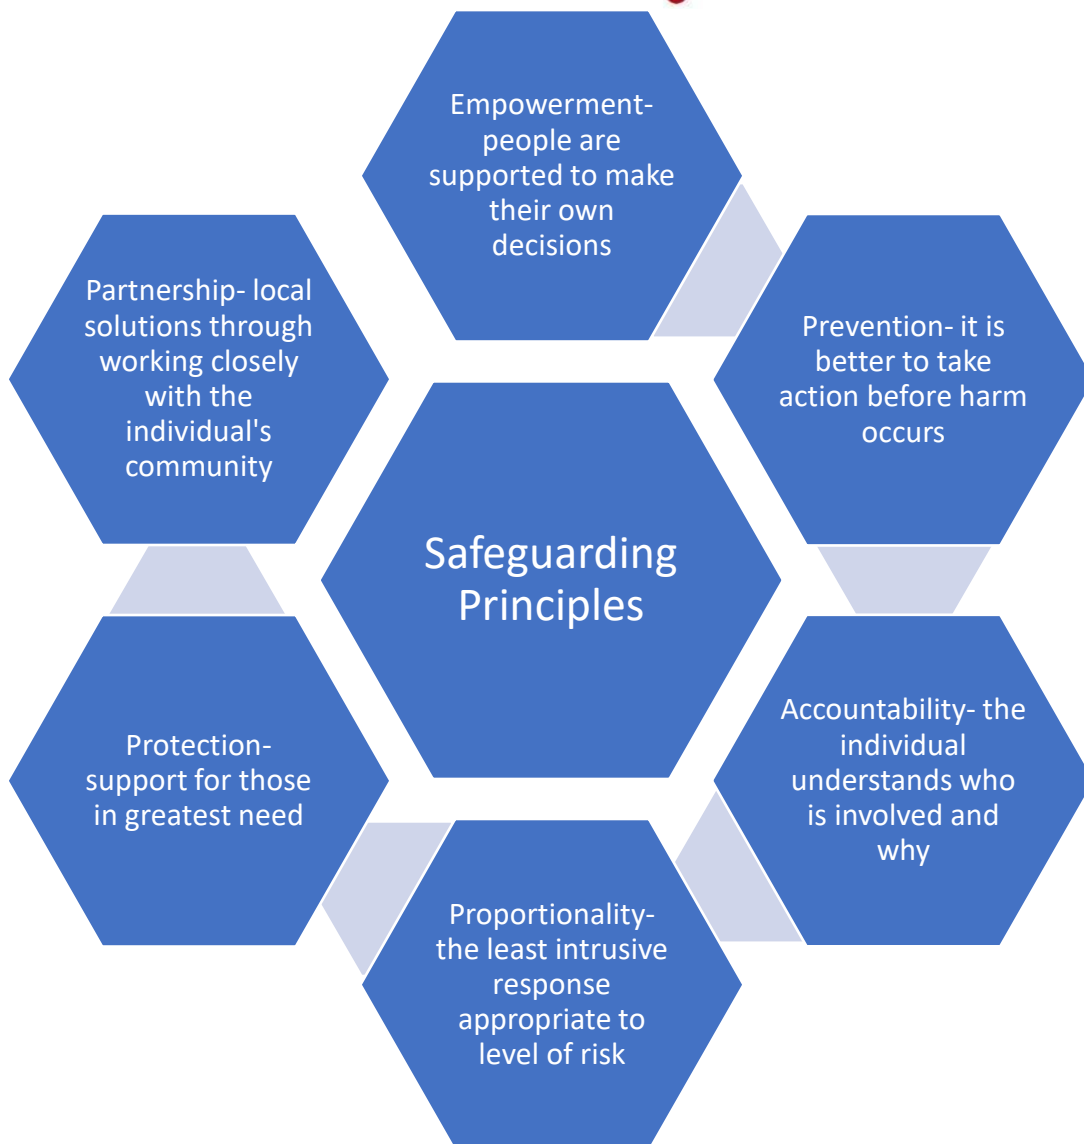 Empowerment-
people are
supported to make
their own
decisions
Prevention- it is
better to take
action before harm
occurs
Accountability- the
individual
understands who
is involved and
why
Proportionality-
the least intrusive
response
appropriate to
level of risk
Protection-
support for those
in greatest need
Partnership- local
solutions through
working closely
with the
individual's
community
Safeguarding
Principles